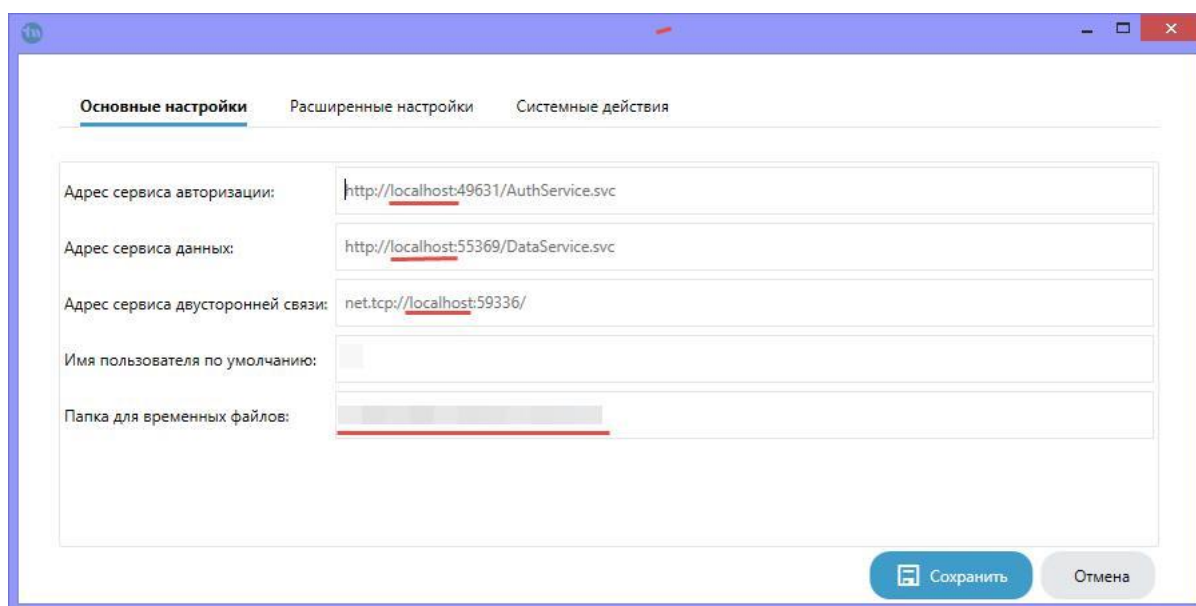 Основные настройки Расширенные настройки Системные действия
Адрес сервиса авторизации: http://localhost:49631/AuthService.svc
Адрес сервиса данных: http://localhost:55369/DataService.svc
Адрес сервиса двусторонней связи: net.tcp://localhost:59336/
Имя пользователя по умолчанию:
Папка для временных файлов:
Сохранить Отмена